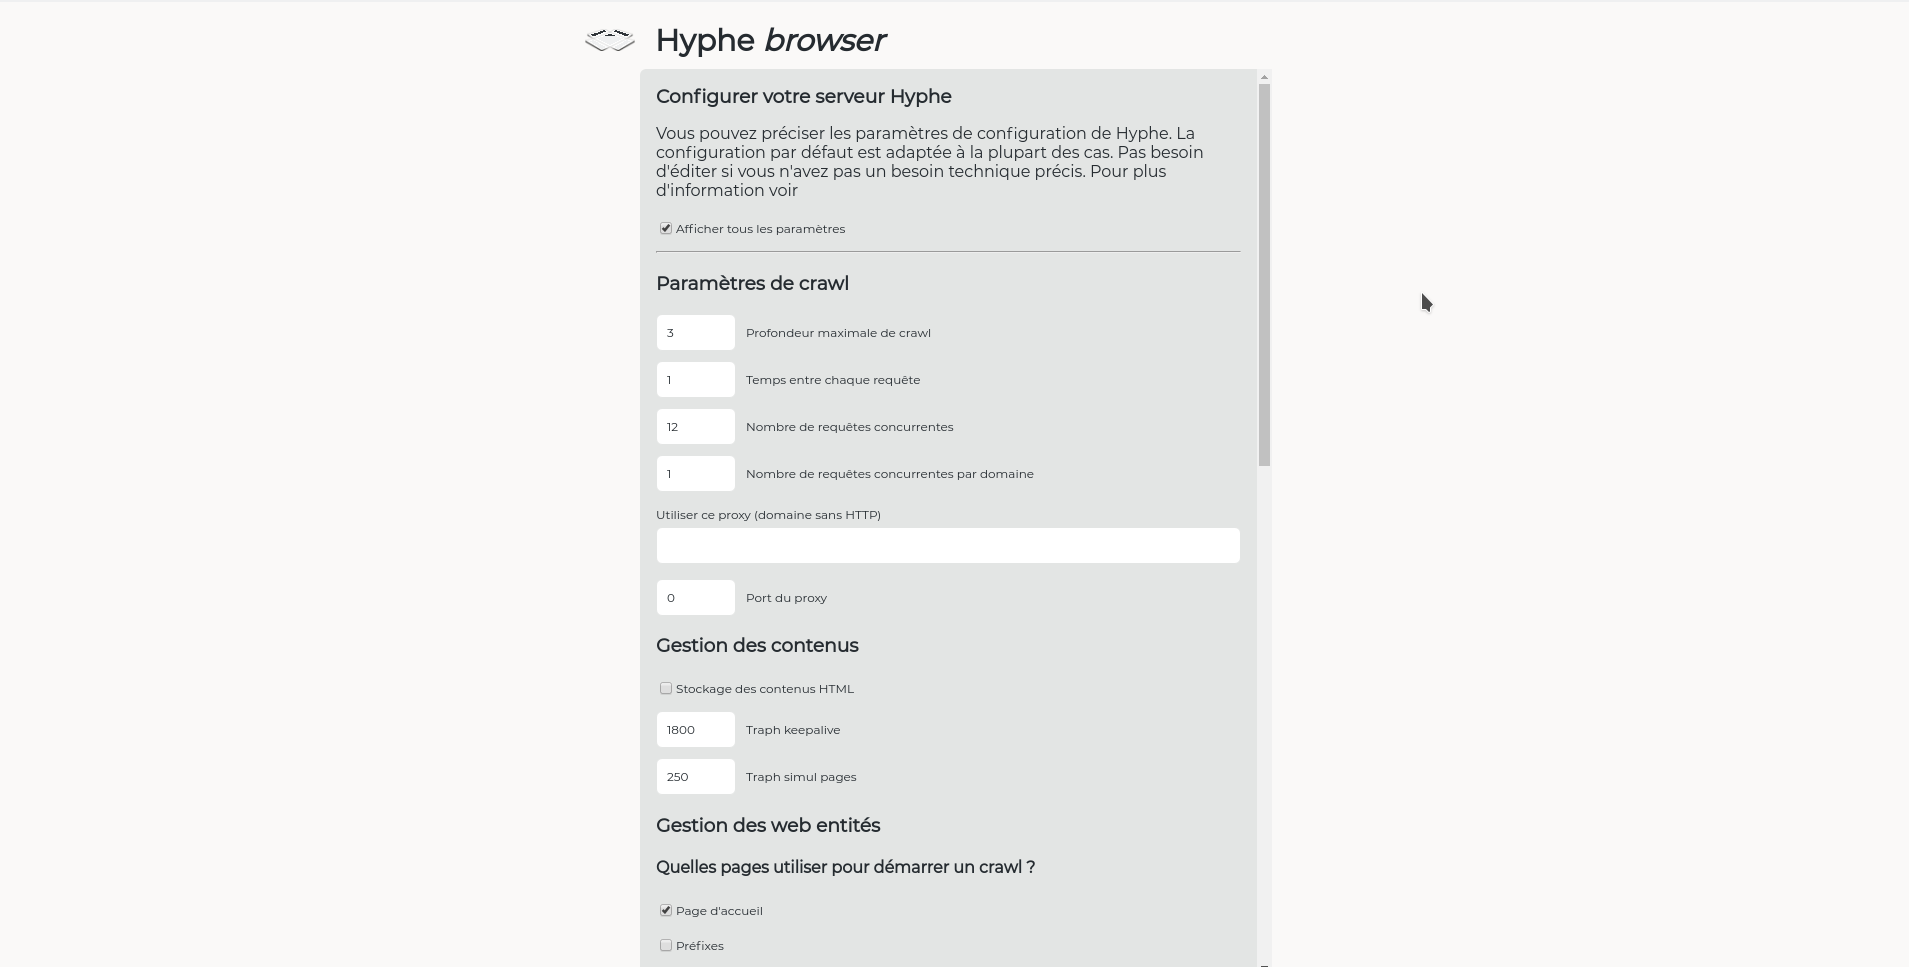 Hyphe browser
Configurer votre serveur Hyphe
Vous pouvez préciser les paramètres de configuration de Hyphe. La
configuration par défaut est adaptée à la plupart des cas. Pas besoin
d'éditer si vous n'avez pas un besoin technique précis. Pour plus
d'information voir
Afficher tous les paramètres
Paramètres de crawl
3 Profondeur maximale de crawl
1 Temps entre chaque requête
12 Nombre de requêtes concurrentes
1 Nombre de requêtes concurrentes par domaine
Utiliser ce proxy (domaine sans HTTP)
0 Port du proxy
Gestion des contenus
Stockage des contenus HTML
1800 Traph keepalive
250 Traph simul pages
Gestion des web entités
Quelles pages utiliser pour démarrer un crawl ?
Page d'accueil
Préfixes